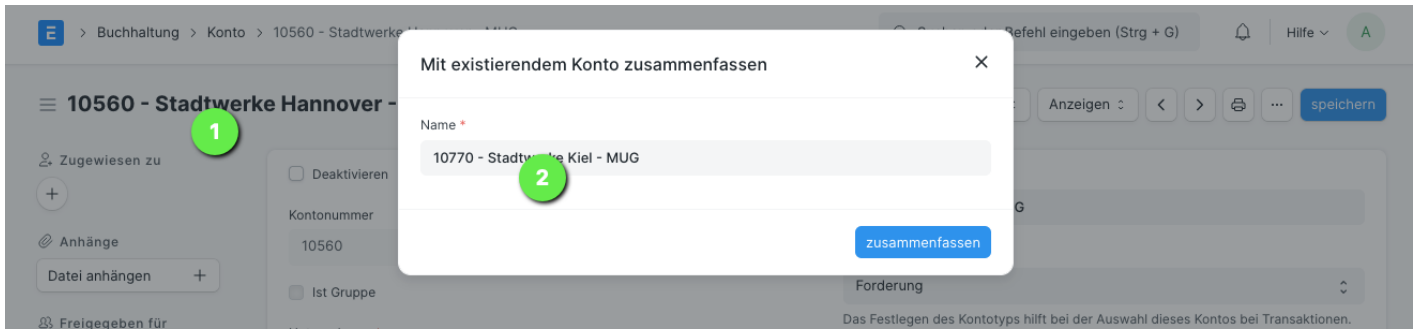 E > Buchhaltung > Konto > 10560 - Stadtwerke
Befehl eingeben (Strg + G)
Hilfe
A
Mit existierendem Konto zusammenfassen
10560 - Stadtwerke Hannover -
Anzeigen
speichern
1
Name *
Zugewiesen zu
10770 - Stadtwerke Kiel - MUG
2
Deaktivieren
Kontonummer
G
Anhänge
10560
zusammenfassen
Datei anhängen
Ist Gruppe
Forderung
Freigegeben für
Das Festlegen des Kontotyps hilft bei der Auswahl dieses Kontos bei Transaktionen.